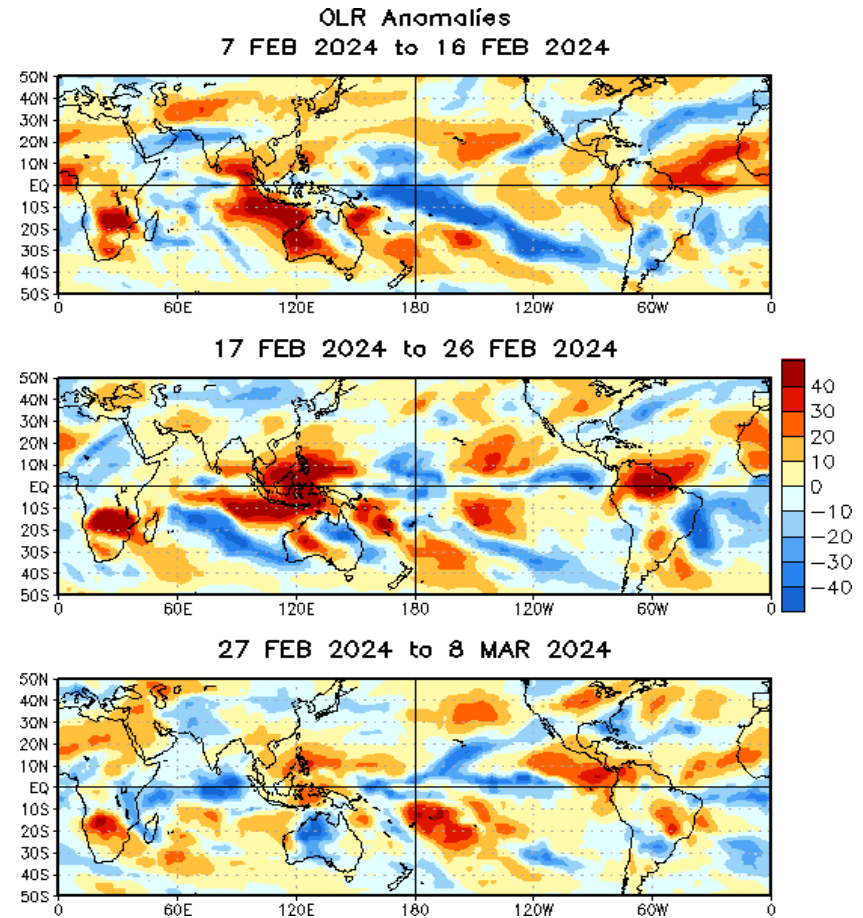 OLR Anomalies
7 FEB 2024 to 16 FEB 2024
50N
40N
30N
20N
10N
EQ
10S
20S
30S
40S
50S
0 60E 120E 180 120W 60W 0
17 FEB 2024 to 26 FEB 2024
50N
40N
30N
20N
10N
EQ
10S
20S
30S
40S
50S
0 60E 120E 180 120W 60W 0
40
30
20
10
0
-10
-20
-30
-40
27 FEB 2024 to 8 MAR 2024
50N
40N
30N
20N
10N
EQ
10S
20S
30S
40S
50S
0 60E 120E 180 120W 60W 0